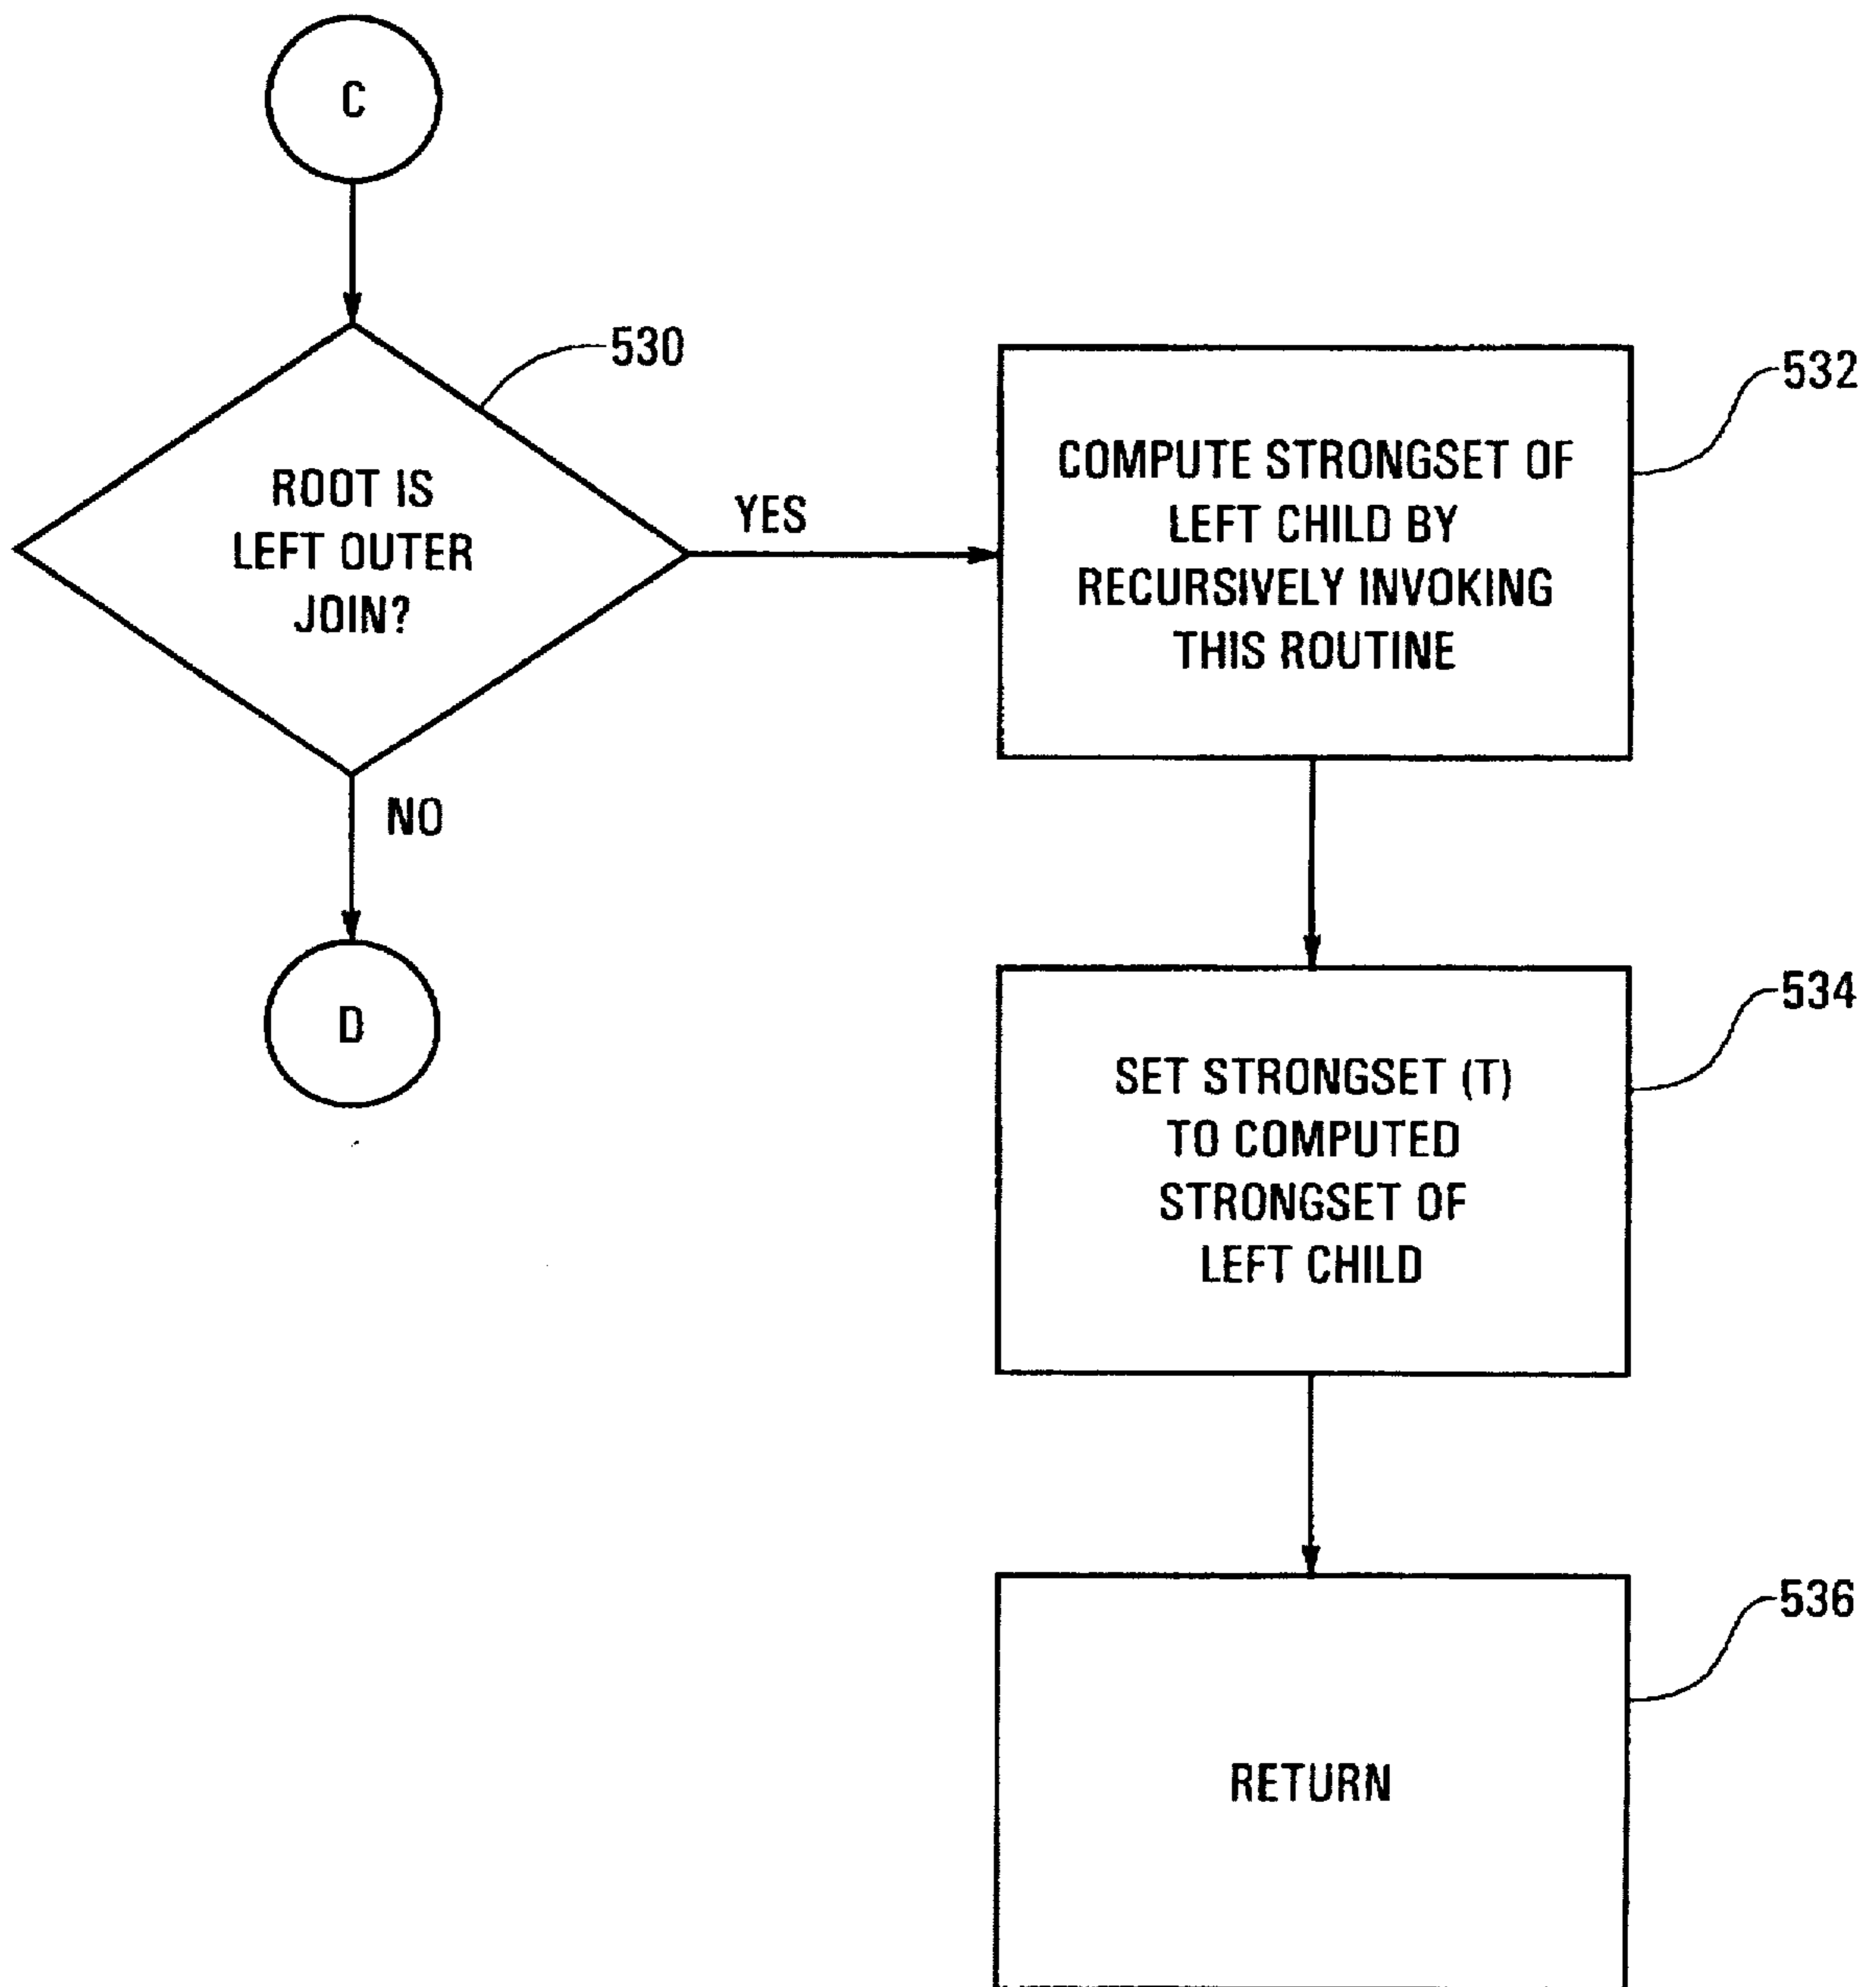 C
530
ROOT IS
LEFT OUTER
JOIN?
YES
NO
D
532
COMPUTE STRONGSET OF
LEFT CHILD BY
RECURSIVELY INVOKING
THIS ROUTINE
534
SET STRONGSET (T)
TO COMPUTED
STRONGSET OF
LEFT CHILD
536
RETURN